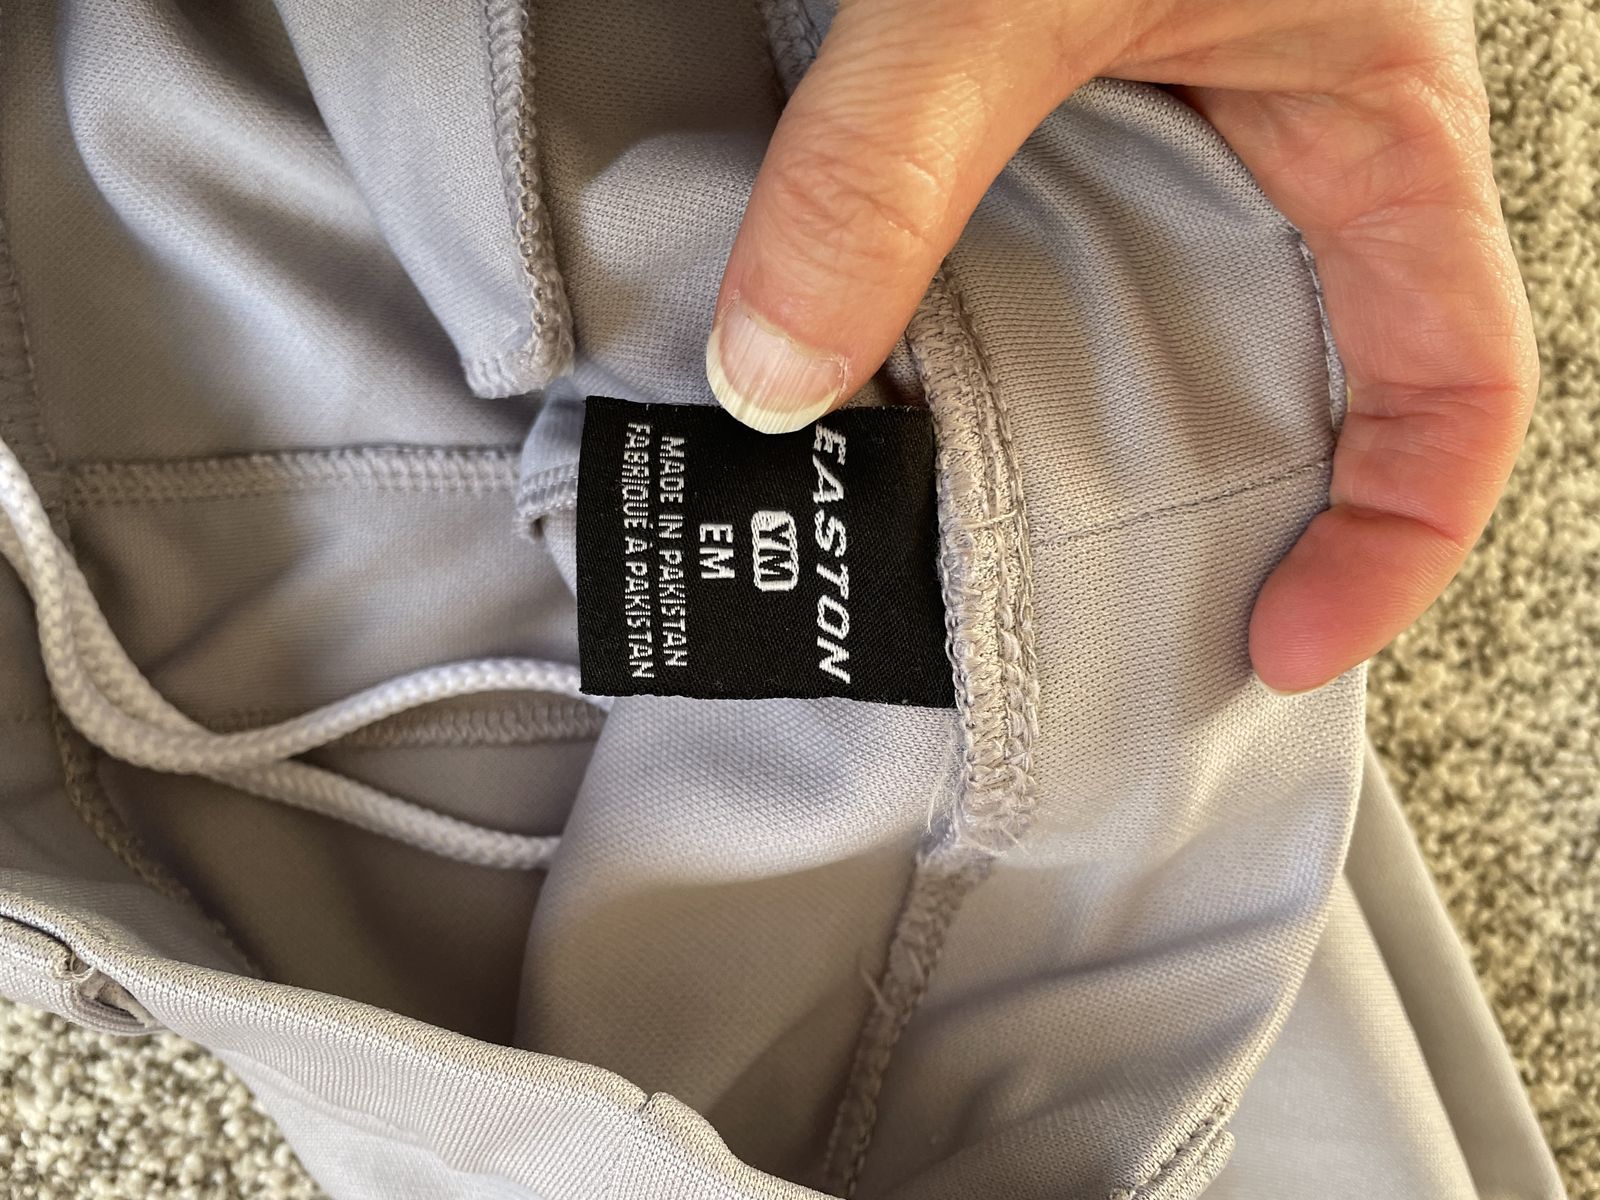 EASTON
YM
EM
MADE IN PAKISTAN
FABRIQUÉ A PAKISTAN